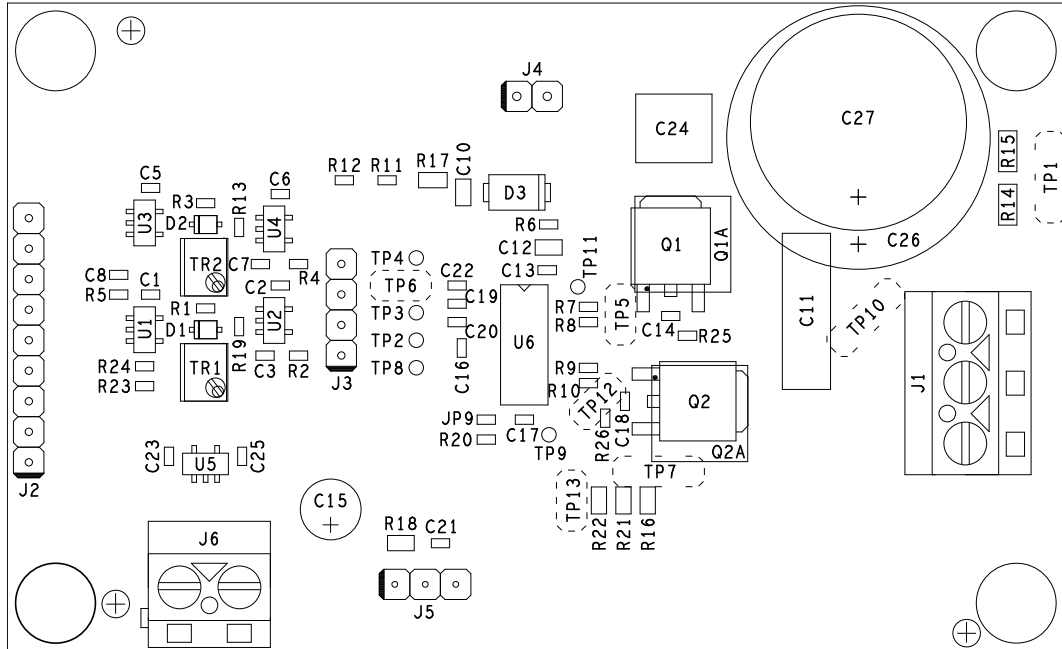 J4
C24
C27
R15
TP1
R14
C26
R12
R11
R17
C10
D3
C5
R3
R13
C6
U3
D2
U4
R6
C12
C13
TP11
Q1
Q1A
TR2
C7
R4
C8
R5
C1
C2
TP4
TP6
TP3
TP2
TP8
C22
C19
C20
C16
U6
R7
R8
TP5
C14
R25
C11
TP10
J1
R1
U1
D1
R19
U2
TR1
C3
R2
R24
R23
J3
R9
R10
TP12
R26
C18
Q2
Q2A
JP9
R20
C17
TP9
J2
C23
U5
C25
TP7
TP13
R22
R21
R16
C15
R18
C21
J6
J5